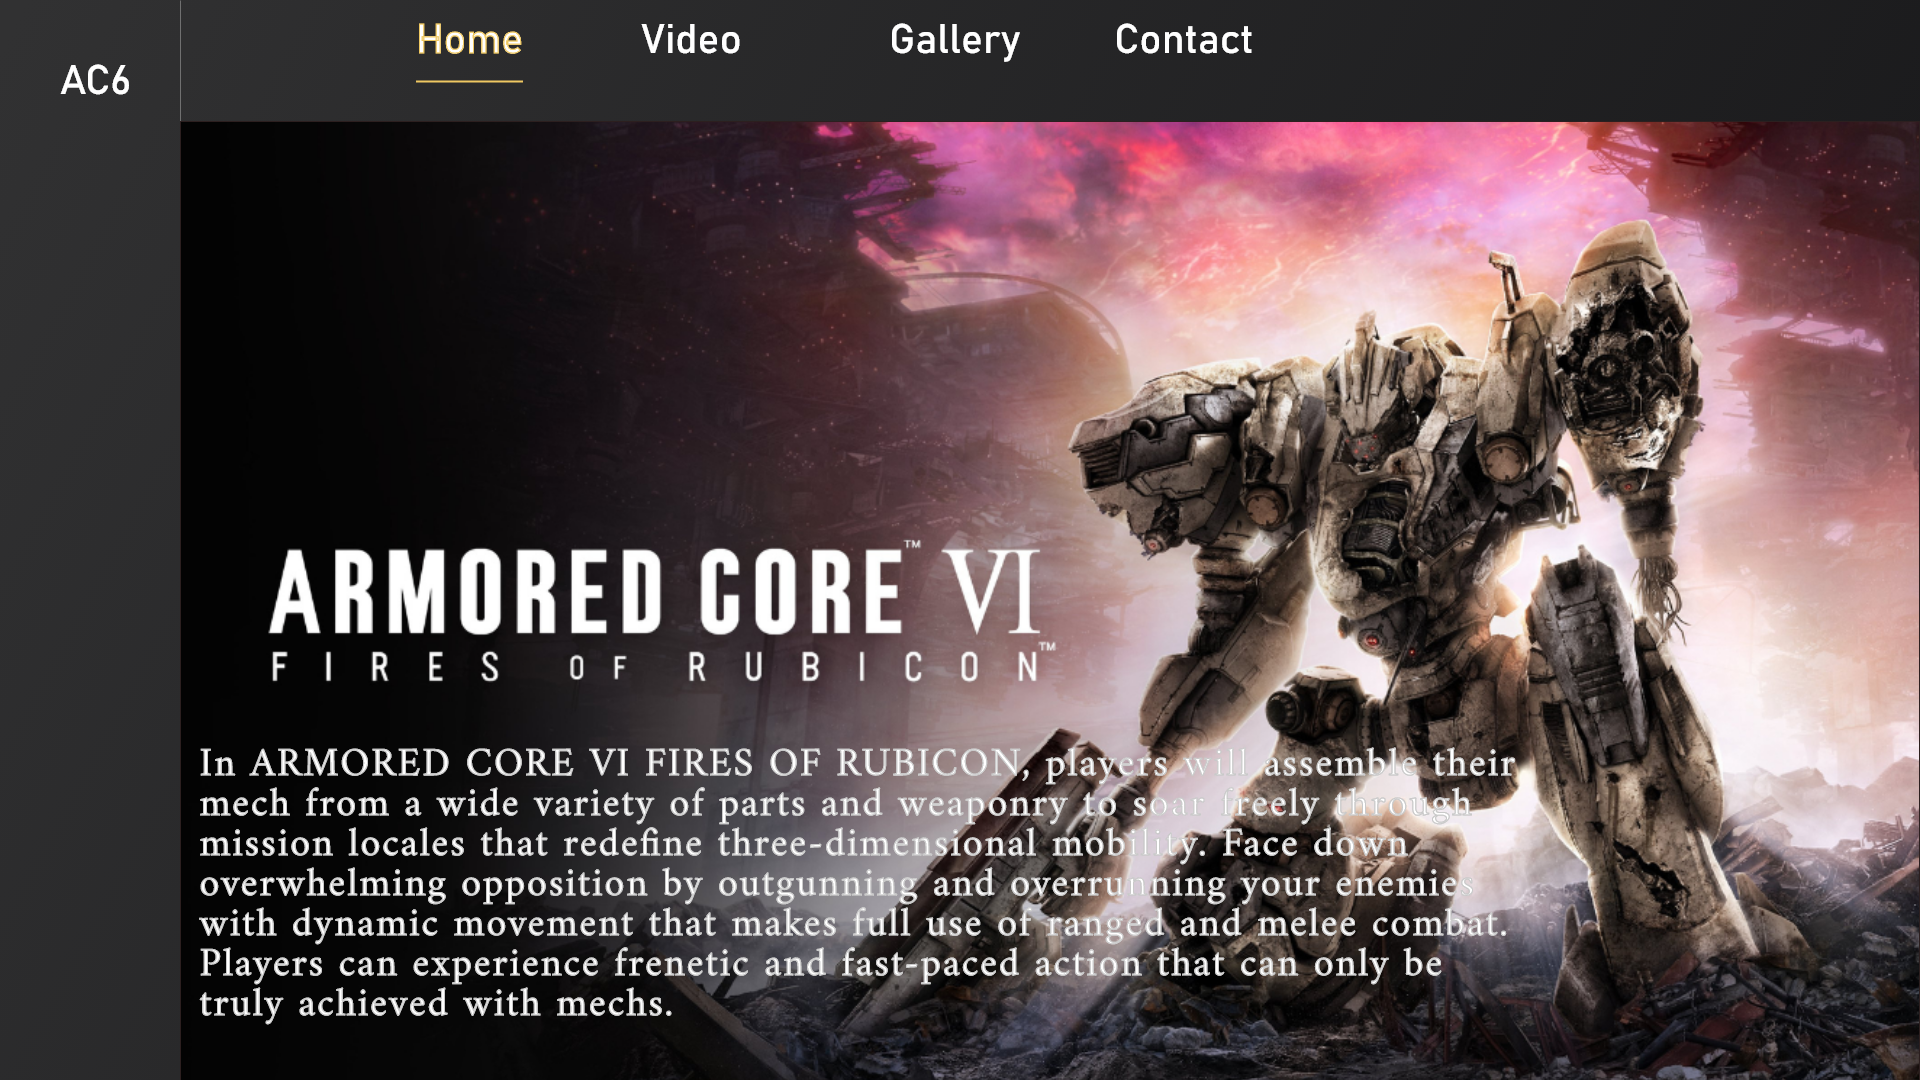 Home Video Gallery Contact
AC6
ARMORED CORE™ VI
FIRES OF RUBICON™
In ARMORED CORE VI FIRES OF RUBICON, players will assemble their
mech from a wide variety of parts and weaponry to soar freely through
mission locales that redefine three-dimensional mobility. Face down
overwhelming opposition by outgunning and overrunning your enemies
with dynamic movement that makes full use of ranged and melee combat.
Players can experience frenetic and fast-paced action that can only be
truly achieved with mechs.